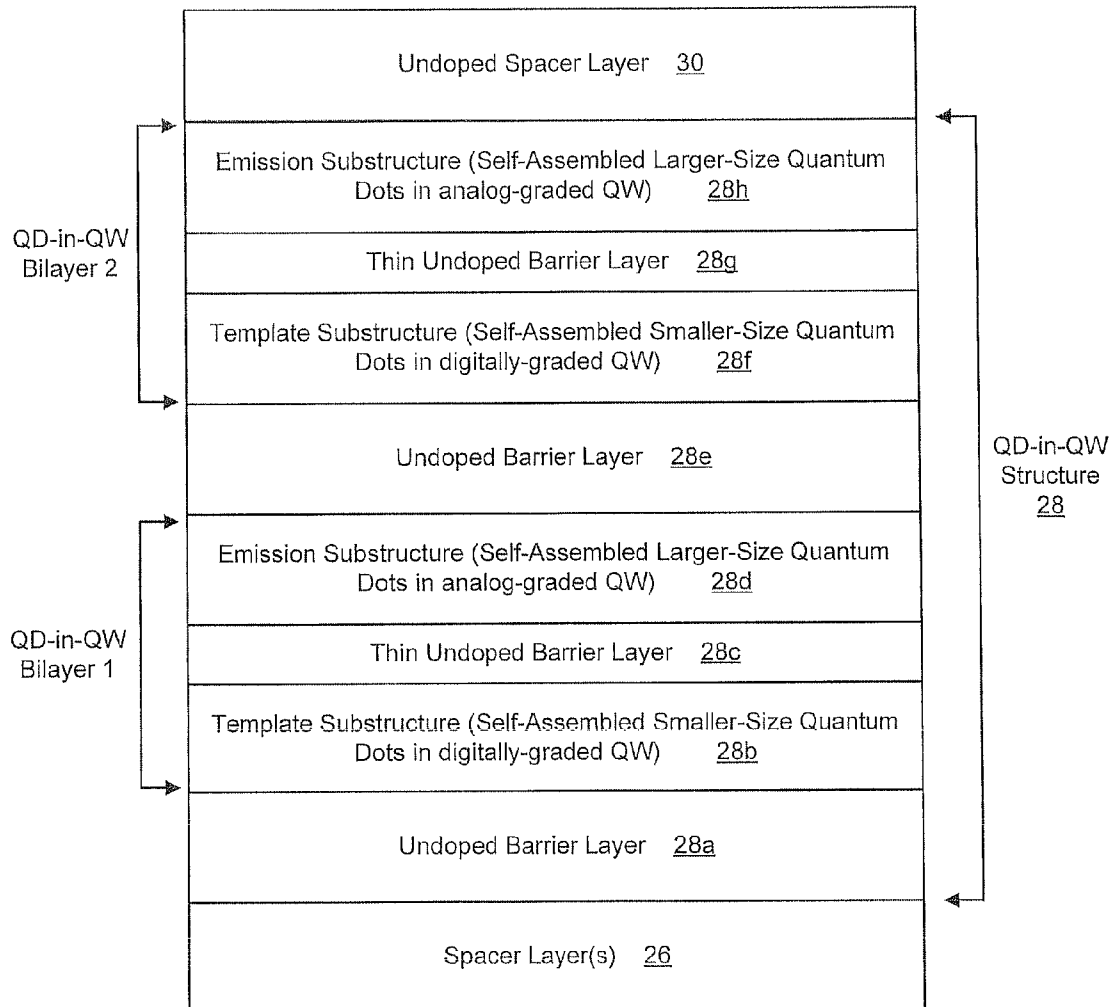 Undoped Spacer Layer 30
Emission Substructure (Self-Assembled Larger-Size Quantum
Dots in analog-graded QW) 28h
QD-in-QW
Bilayer 2
Thin Undoped Barrier Layer 28g
Template Substructure (Self-Assembled Smaller-Size Quantum
Dots in digitally-graded QW) 28f
Undoped Barrier Layer 28e
QD-in-QW
Structure
28
Emission Substructure (Self-Assembled Larger-Size Quantum
Dots in analog-graded QW) 28d
QD-in-QW
Bilayer 1
Thin Undoped Barrier Layer 28c
Template Substructure (Self-Assembled Smaller-Size Quantum
Dots in digitally-graded QW) 28b
Undoped Barrier Layer 28a
Spacer Layer(s) 26